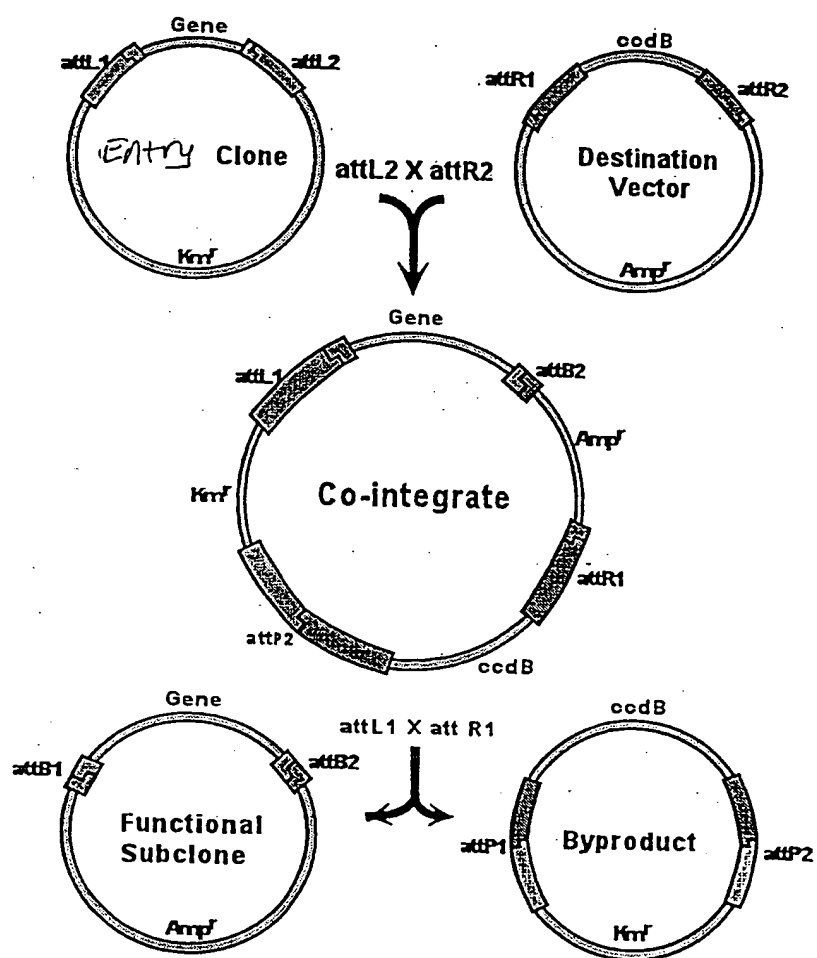 Gene
attL1
attL2
Entry Clone
Kmr
ccdB
attR1
attR2
Destination
Vector
Ampr
attL2 X attR2
Gene
attL1
attB2
Ampr
Kmr
Co-integrate
attR1
attP2
ccdB
attL1 X att R1
Gene
attB1
attB2
Functional
Subclone
Ampr
ccdB
attP1
Byproduct
attP2
Kmr